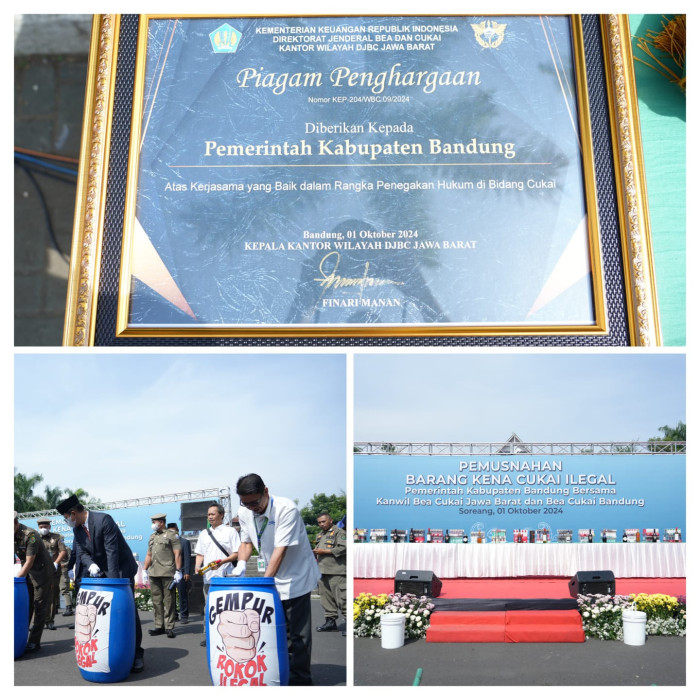 KEMENTERIAN KEUANGAN REPUBLIK INDONESIA
DIREKTORAT JENDERAL BEA DAN CUKAI
KANTOR WILAYAH DJBC JAWA BARAT
Piagam Penghargaan
Nomor KEP-204/WBC.09/2024
Diberikan Kepada
Pemerintah Kabupaten Bandung
Atas Kerjasama yang Baik dalam Rangka Penegakan Hukum di Bidang Cukai
Bandung, 01 Oktober 2024
KEPALA KANTOR WILAYAH DJBC JAWA BARAT
FINARI MANAN
GEMPUR
ROKOK
ILEGAL
GEMPUR
ROKOK
ILEGAL
PEMUSNAHAN
BARANG KENA CUKAI ILEGAL
Pemerintah Kabupaten Bandung Bersama
Kanwil Bea Cukai Jawa Barat dan Bea Cukai Bandung
Soreang, 01 Oktober 2024